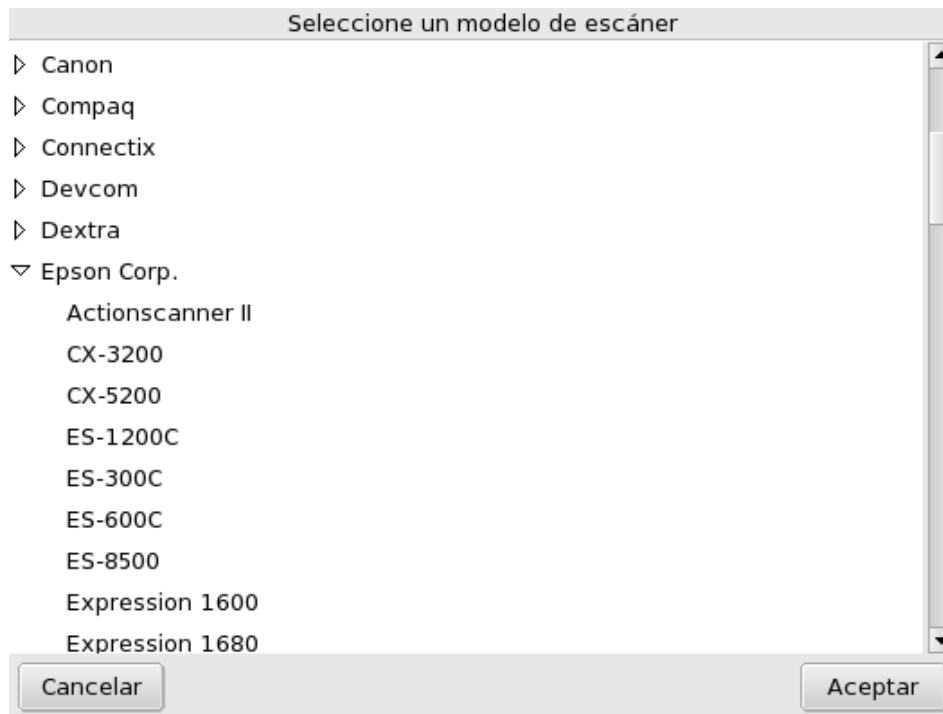 Seleccione un modelo de escáner
Canon
Compaq
Connectix
Devcom
Dextra
Epson Corp.
Actionscanner II
CX-3200
CX-5200
ES-1200C
ES-300C
ES-600C
ES-8500
Expression 1600
Expression 1680
Cancelar Aceptar